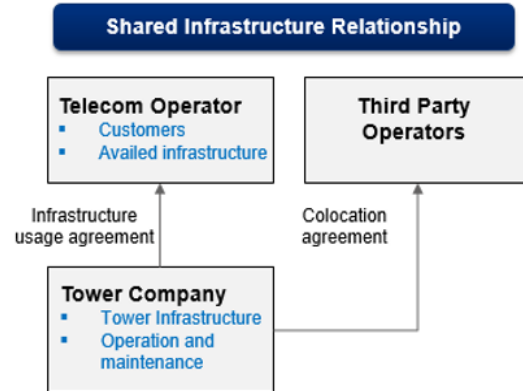 Shared Infrastructure Relationship
Telecom Operator
Customers
Availed infrastructure
Third Party
Operators
Infrastructure
usage agreement
Colocation
agreement
Tower Company
Tower Infrastructure
Operation and
maintenance